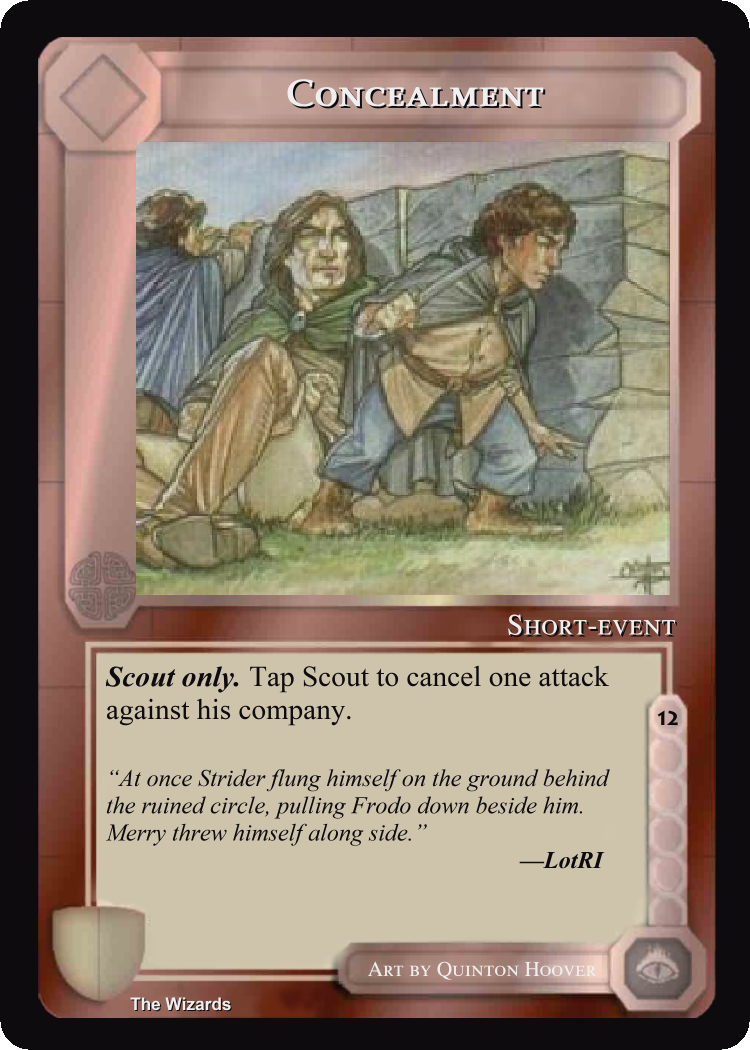 Concealment
Short-event
Scout only. Tap Scout to cancel one attack
against his company.
12
“At once Strider flung himself on the ground behind
the ruined circle, pulling Frodo down beside him.
Merry threw himself along side.”
—LotRI
Art by Quinton Hoover
The Wizards